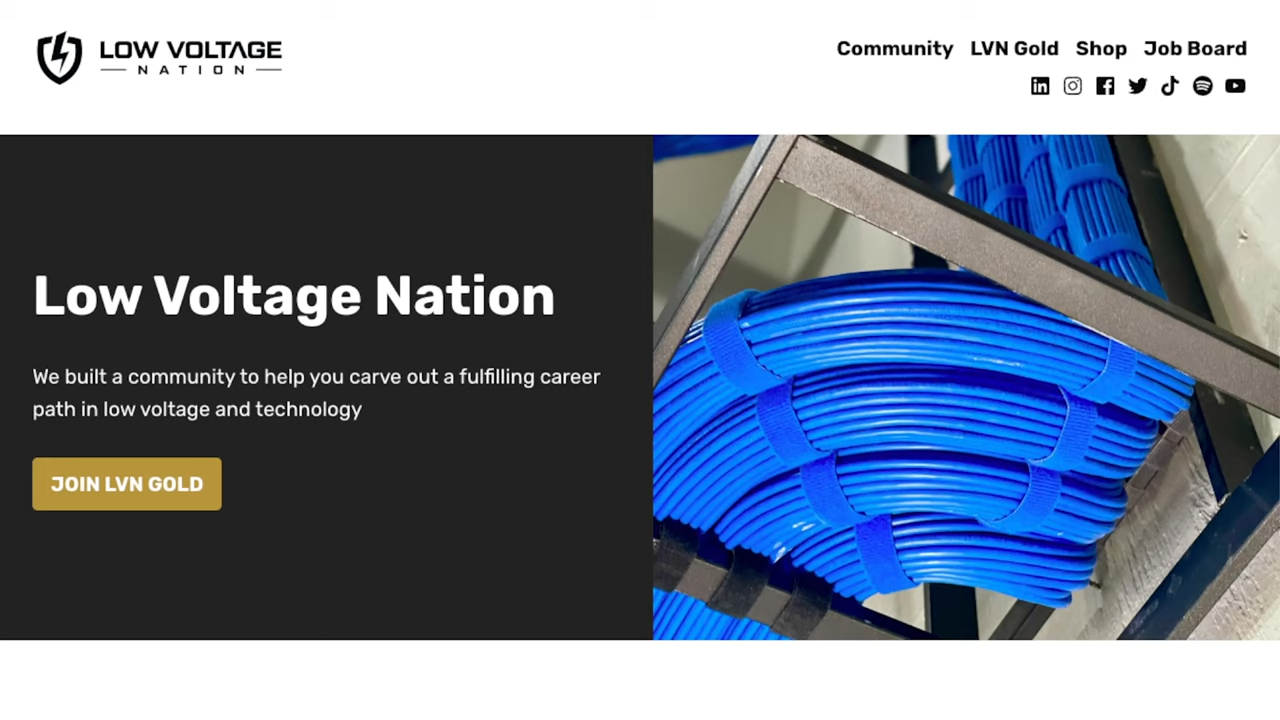 LOW VOLTAGE
NATION
Community LVN Gold Shop Job Board
Low Voltage Nation
We built a community to help you carve out a fulfilling career
path in low voltage and technology
JOIN LVN GOLD